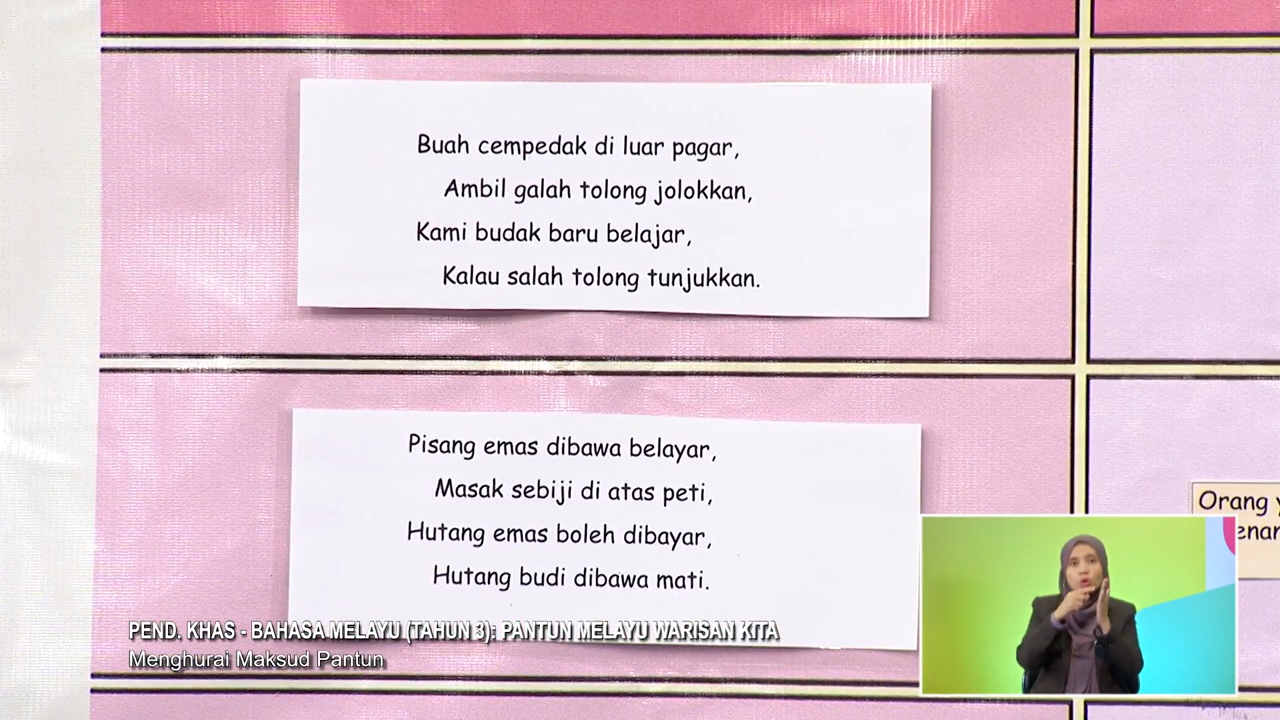 Buah cempedak di luar pagar,
Ambil galah tolong jolokkan,
Kami budak baru belajar,
Kalau salah tolong tunjukkan.
Pisang emas dibawa belayar,
Masak sebiji di atas peti,
Hutang emas boleh dibayar,
Hutang budi dibawa mati.
Orang
PEND. KHAS - BAHASA MELAYU (TAHUN 3): PANTUN MELAYU WARISAN KITA
Menghurai Maksud Pantun